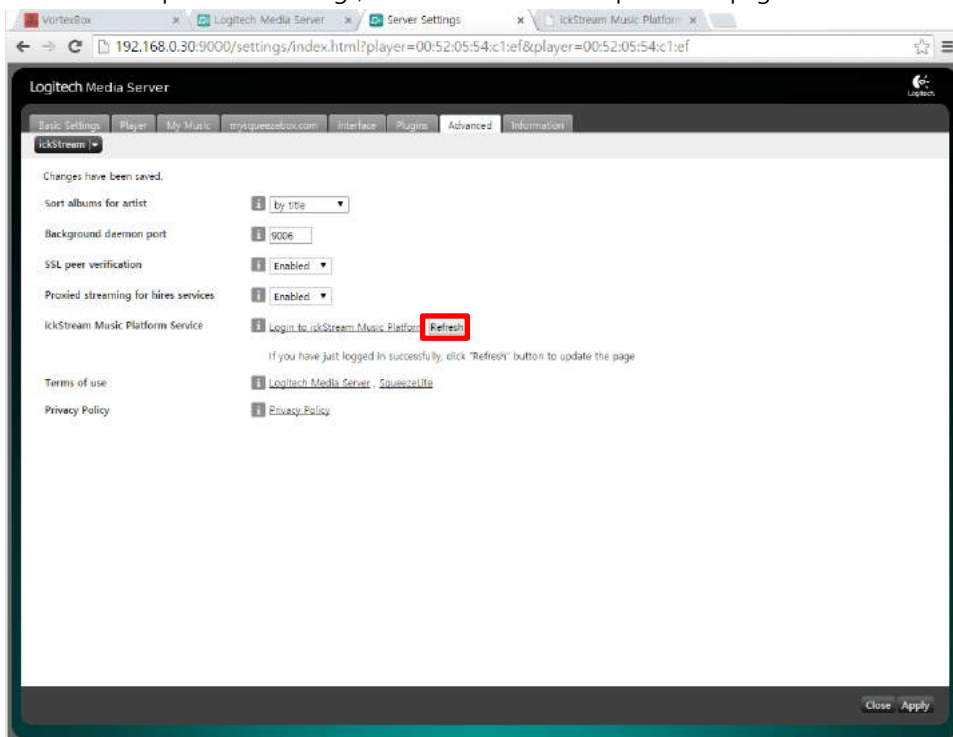 VortexBox
Logitech Media Server
Server Settings
ickStream Music Platform
192.168.0.30:9000/settings/index.html?player=00:52:05:54:c1:ef&player=00:52:05:54:c1:ef
Logitech Media Server
Logitech
Basic Settings Player My Music mysqueezebox.com Interface Plugins Advanced Information
ickStream
Changes have been saved.
Sort albums for artist
i by title
Background daemon port
i 9006
SSL peer verification
i Enabled
Proxied streaming for hires services
i Enabled
ickStream Music Platform Service
i Login to ickStream Music Platform Refresh
If you have just logged in successfully, click "Refresh" button to update the page
Terms of use
i Logitech Media Server , SqueezeLite
Privacy Policy
i Privacy Policy
Close Apply